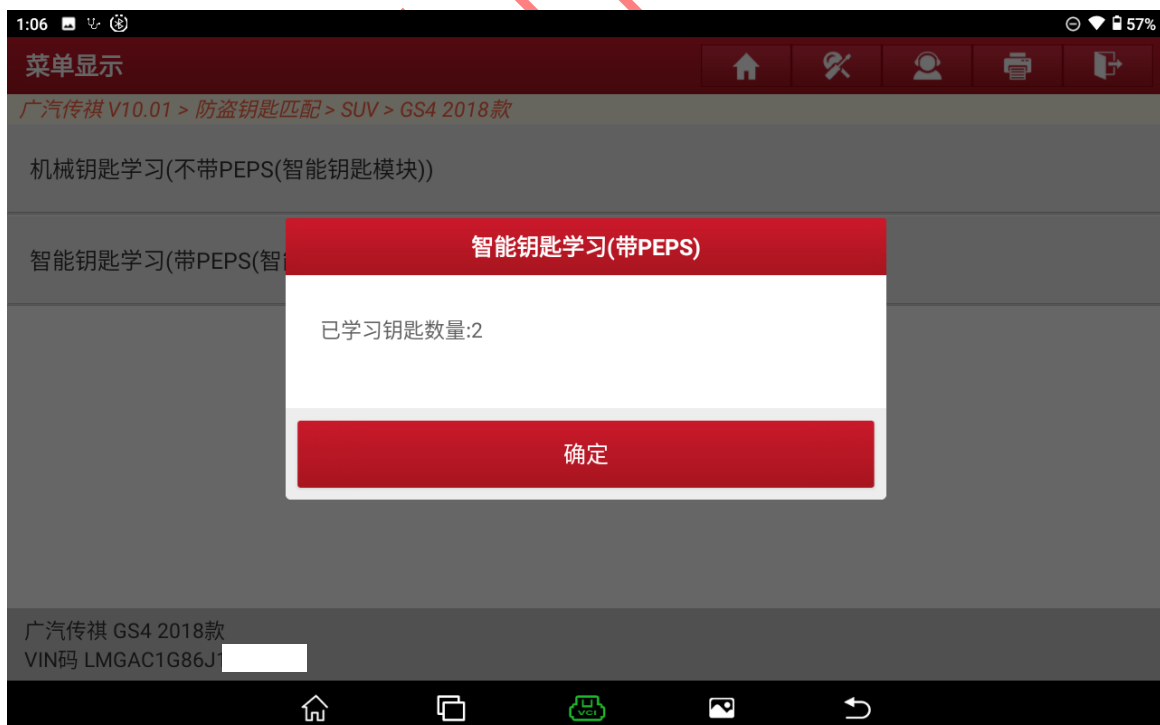 1:06
57%
菜单显示
广汽传祺 V10.01 > 防盗钥匙匹配 > SUV > GS4 2018款
机械钥匙学习(不带PEPS(智能钥匙模块))
智能钥匙学习(带PEPS(智
智能钥匙学习(带PEPS)
已学习钥匙数量:2
确定
广汽传祺 GS4 2018款
VIN码 LMGAC1G86J1
VCI